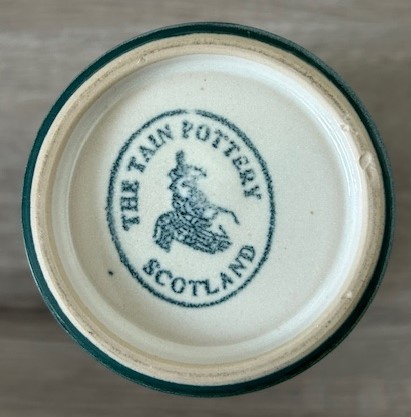 THE TAIN POTTERY
SCOTLAND